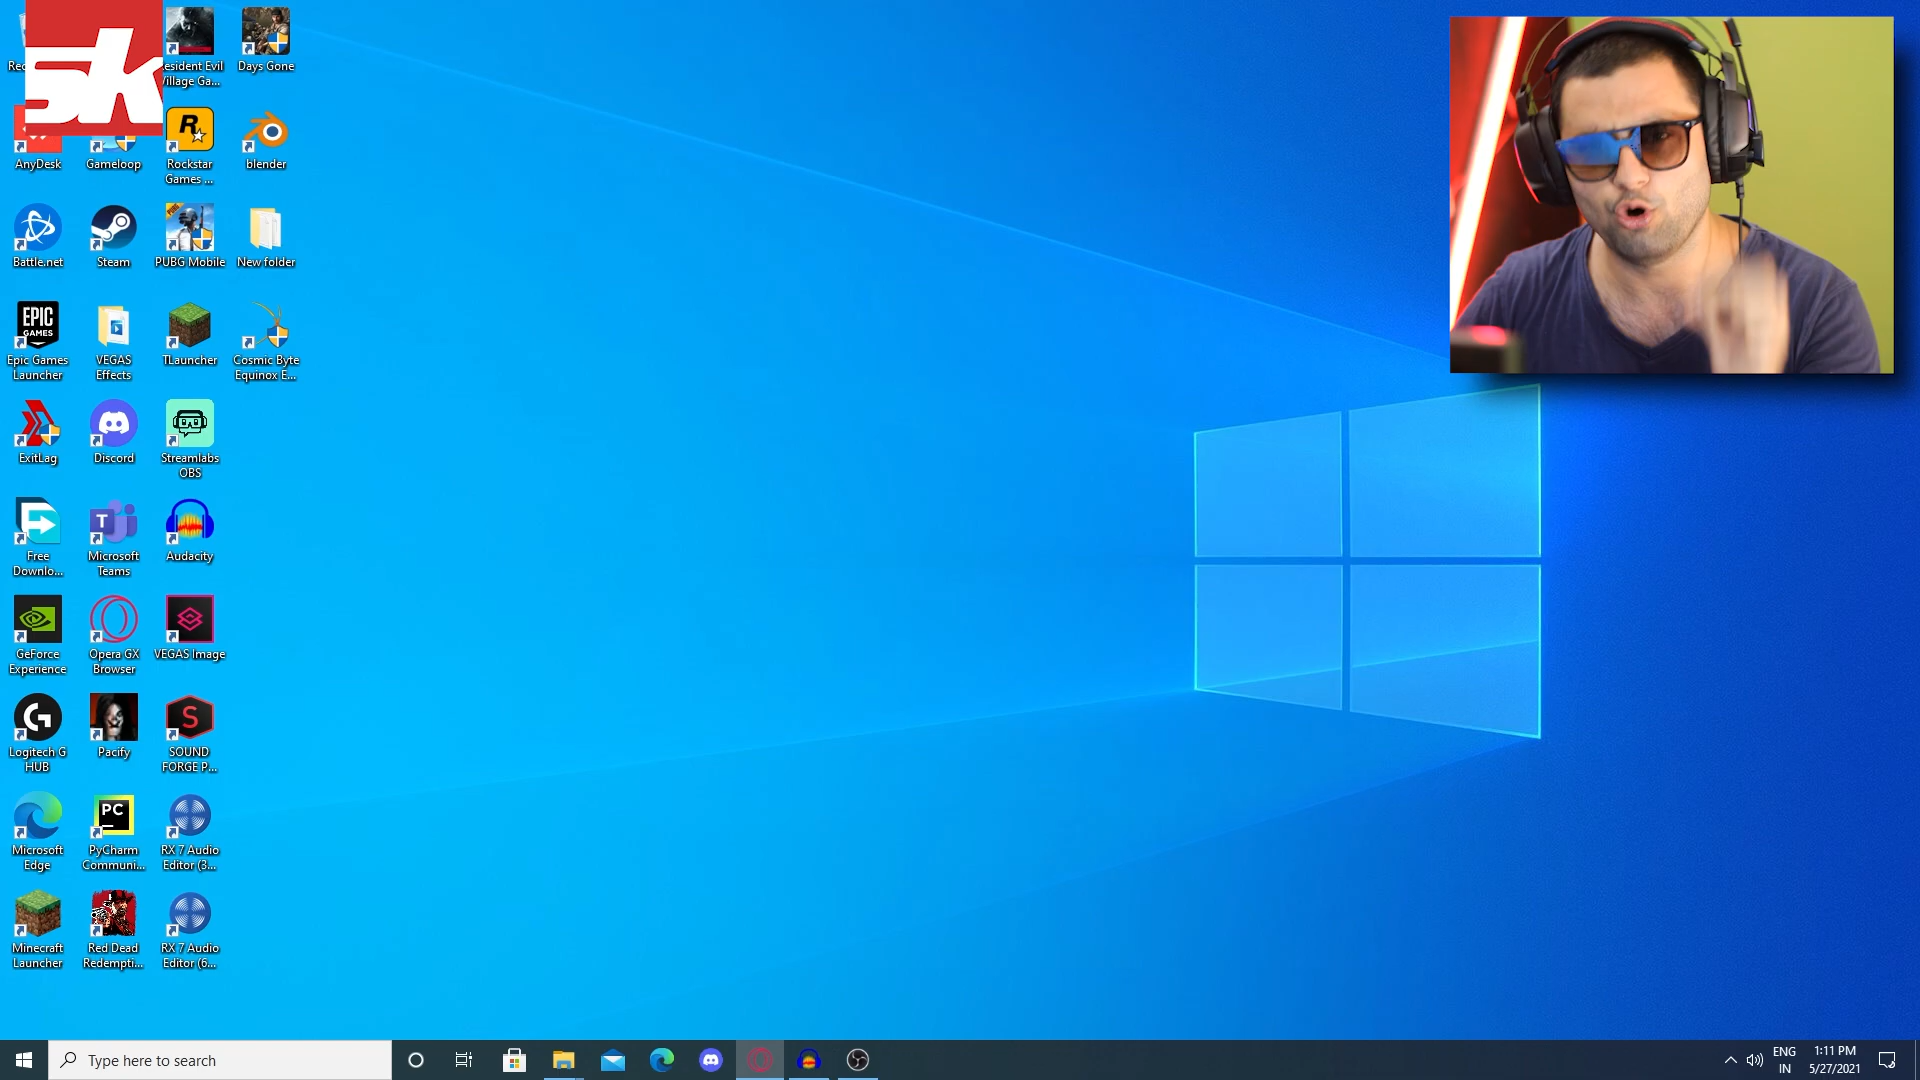 sk
Rec
Resident Evil
Village Ga...
Days Gone
AnyDesk
Gameloop
R
Rockstar
Games ...
blender
Battle.net
Steam
PUBG
PUBG Mobile
New folder
EPIC
GAMES
Epic Games
Launcher
VEGAS
Effects
TLauncher
Cosmic Byte
Equinox E...
ExitLag
Discord
Streamlabs
OBS
Free
Downlo...
T
Microsoft
Teams
Audacity
GeForce
Experience
Opera GX
Browser
VEGAS Image
G
Logitech G
HUB
Pacify
S
SOUND
FORGE P...
Microsoft
Edge
PC
PyCharm
Communi...
RX 7 Audio
Editor (3...
Minecraft
Launcher
Red Dead
Redempti...
RX 7 Audio
Editor (6...
Type here to search
ENG
IN
1:11 PM
5/27/2021